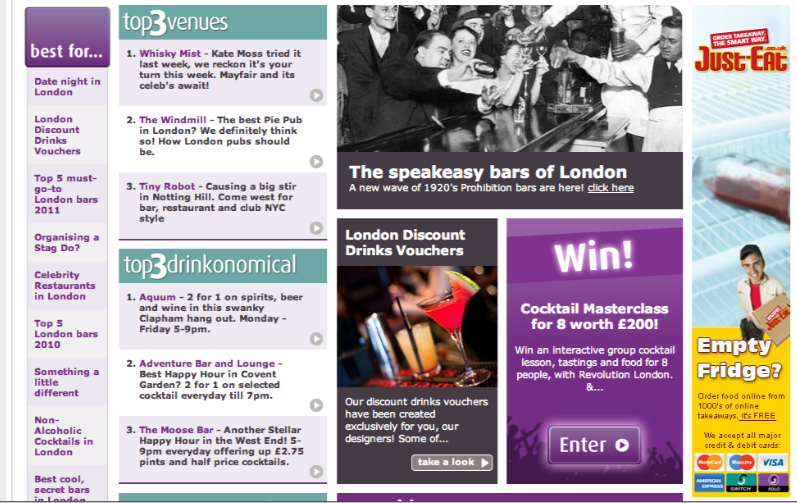 best for...
Date night in
London
London
Discount
Drinks
Vouchers
Top 5 must-
go-to
London bars
2011
Organising a
Stag Do?
Celebrity
Restaurants
in London
Top 5
London bars
2010
Something a
little
different
Non-
Alcoholic
Cocktails in
London
Best cool,
secret bars
in London
top3venues
1. Whisky Mist - Kate Moss tried it
last week, we reckon it's your
turn this week. Mayfair and its
celeb's await!
2. The Windmill - The best Pie Pub
in London? We definitely think
so! How London pubs should
be.
3. Tiny Robot - Causing a big stir
in Notting Hill. Come west for
bar, restaurant and club NYC
style
top3drinkonomical
1. Aquum - 2 for 1 on spirits, beer
and wine in this swanky
Clapham hang out. Monday -
Friday 5-9pm.
2. Adventure Bar and Lounge -
Best Happy Hour in Covent
Garden? 2 for 1 on selected
cocktail everyday till 7pm.
3. The Moose Bar - Another Stellar
Happy Hour in the West End! 5-
9pm everyday offering up £2.75
pints and half price cocktails.
The speakeasy bars of London
A new wave of 1920's Prohibition bars are here! click here
London Discount
Drinks Vouchers
Our discount drinks vouchers
have been created
exclusively for you, our
designers! Some of...
take a look
Win!
Cocktail Masterclass
for 8 worth £200!
Win an interactive group cocktail
lesson, tastings and food for 8
people, with Revolution London.
&...
Enter
ORDER TAKEAWAY,
THE SMART WAY.
JUST-EAT
.co.uk
JUST-EAT
Empty
Fridge?
Order food online from
1000's of online
takeaways, it's FREE
We accept all major
credit & debit cards:
MasterCard Maestro VISA
AMERICAN EXPRESS SWITCH SOLO